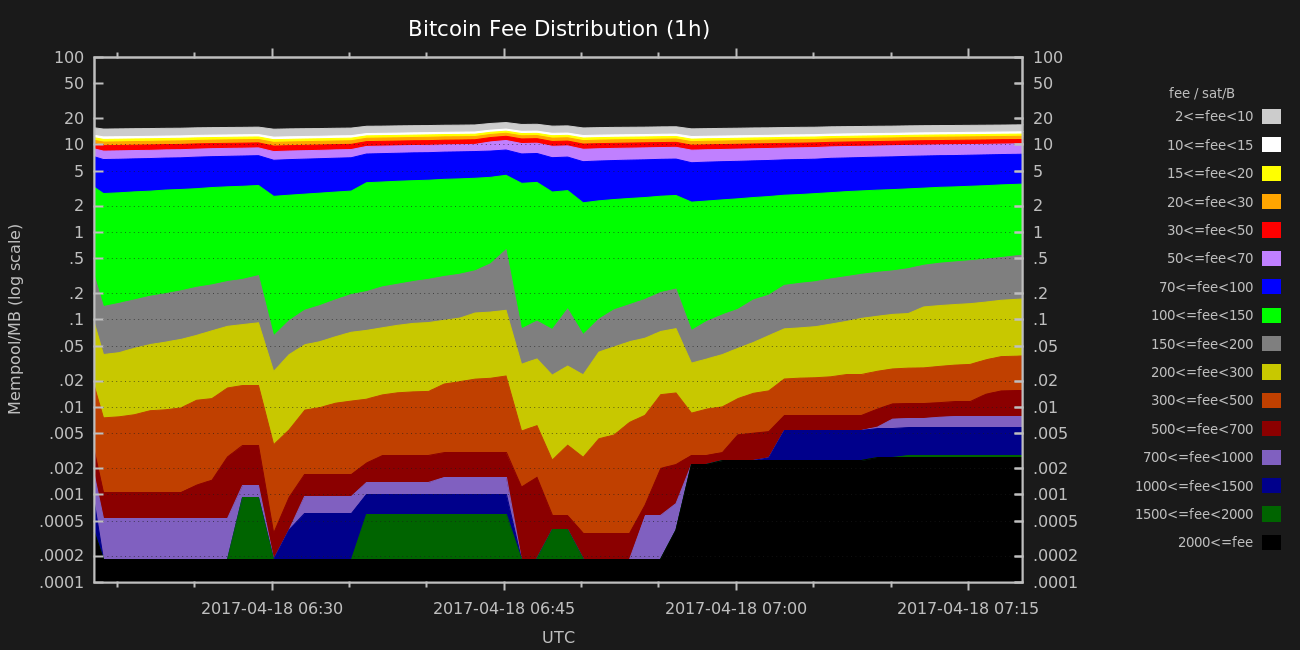 Bitcoin Fee Distribution (1h)
Mempool/MB (log scale)
100
50
20
10
5
2
1
.5
.2
.1
.05
.02
.01
.005
.002
.001
.0005
.0002
.0001
100
50
20
10
5
2
1
.5
.2
.1
.05
.02
.01
.005
.002
.001
.0005
.0002
.0001
2017-04-18 06:30
2017-04-18 06:45
2017-04-18 07:00
2017-04-18 07:15
UTC
fee / sat/B
2<=fee<10
10<=fee<15
15<=fee<20
20<=fee<30
30<=fee<50
50<=fee<70
70<=fee<100
100<=fee<150
150<=fee<200
200<=fee<300
300<=fee<500
500<=fee<700
700<=fee<1000
1000<=fee<1500
1500<=fee<2000
2000<=fee